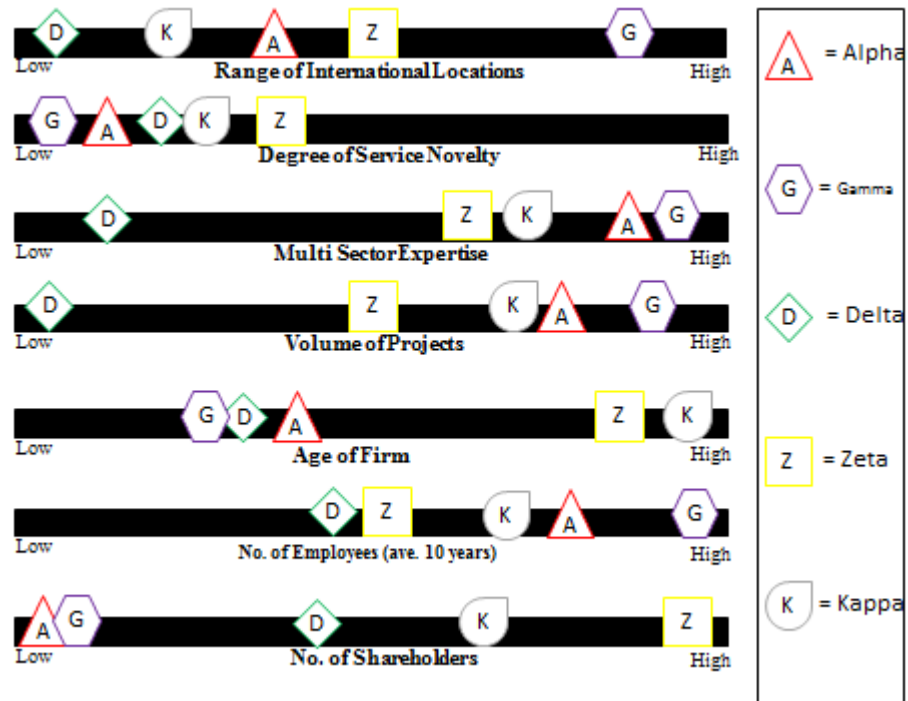 D K A Z G
Low High
Range of International Locations
G A D K Z
Low High
Degree of Service Novelty
D Z K A G
Low High
Multi Sector Expertise
D Z K A G
Low High
Volume of Projects
G D A Z K
Low High
Age of Firm
D Z K A G
Low High
No. of Employees (ave. 10 years)
A G D K Z
Low High
No. of Shareholders
A = Alpha
G = Gamma
D = Delta
Z = Zeta
K = Kappa